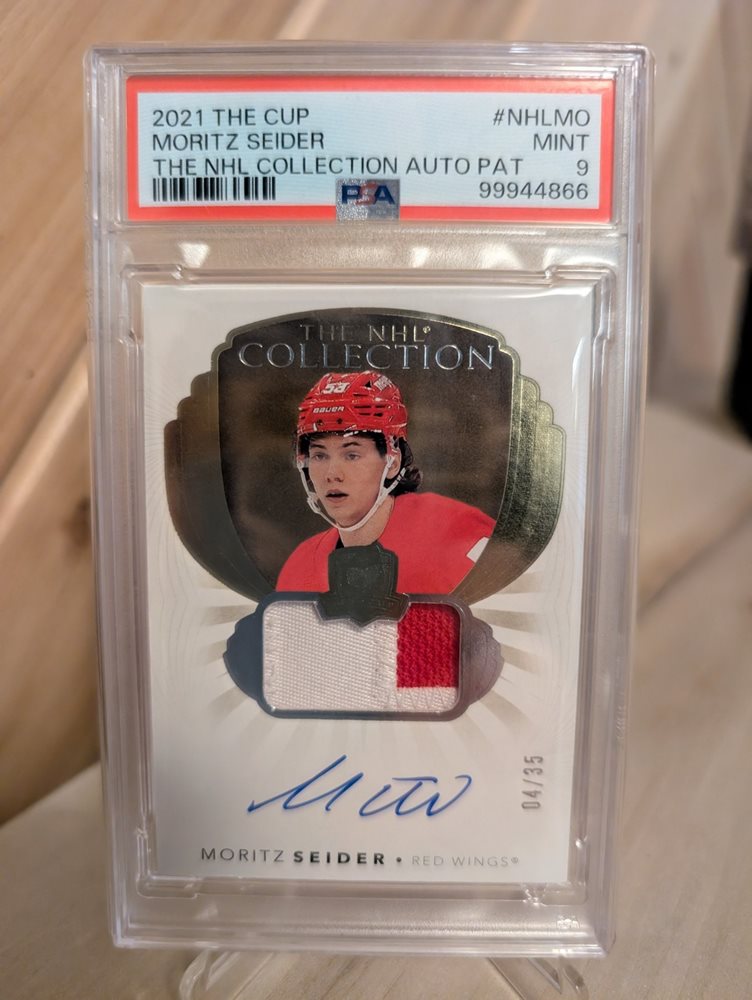 2021 THE CUP #NHLMO
MORITZ SEIDER MINT
THE NHL COLLECTION AUTO PAT 9
PSA 99944866
THE NHL®
COLLECTION
53
BAUER
04/35
MORITZ SEIDER • RED WINGS®